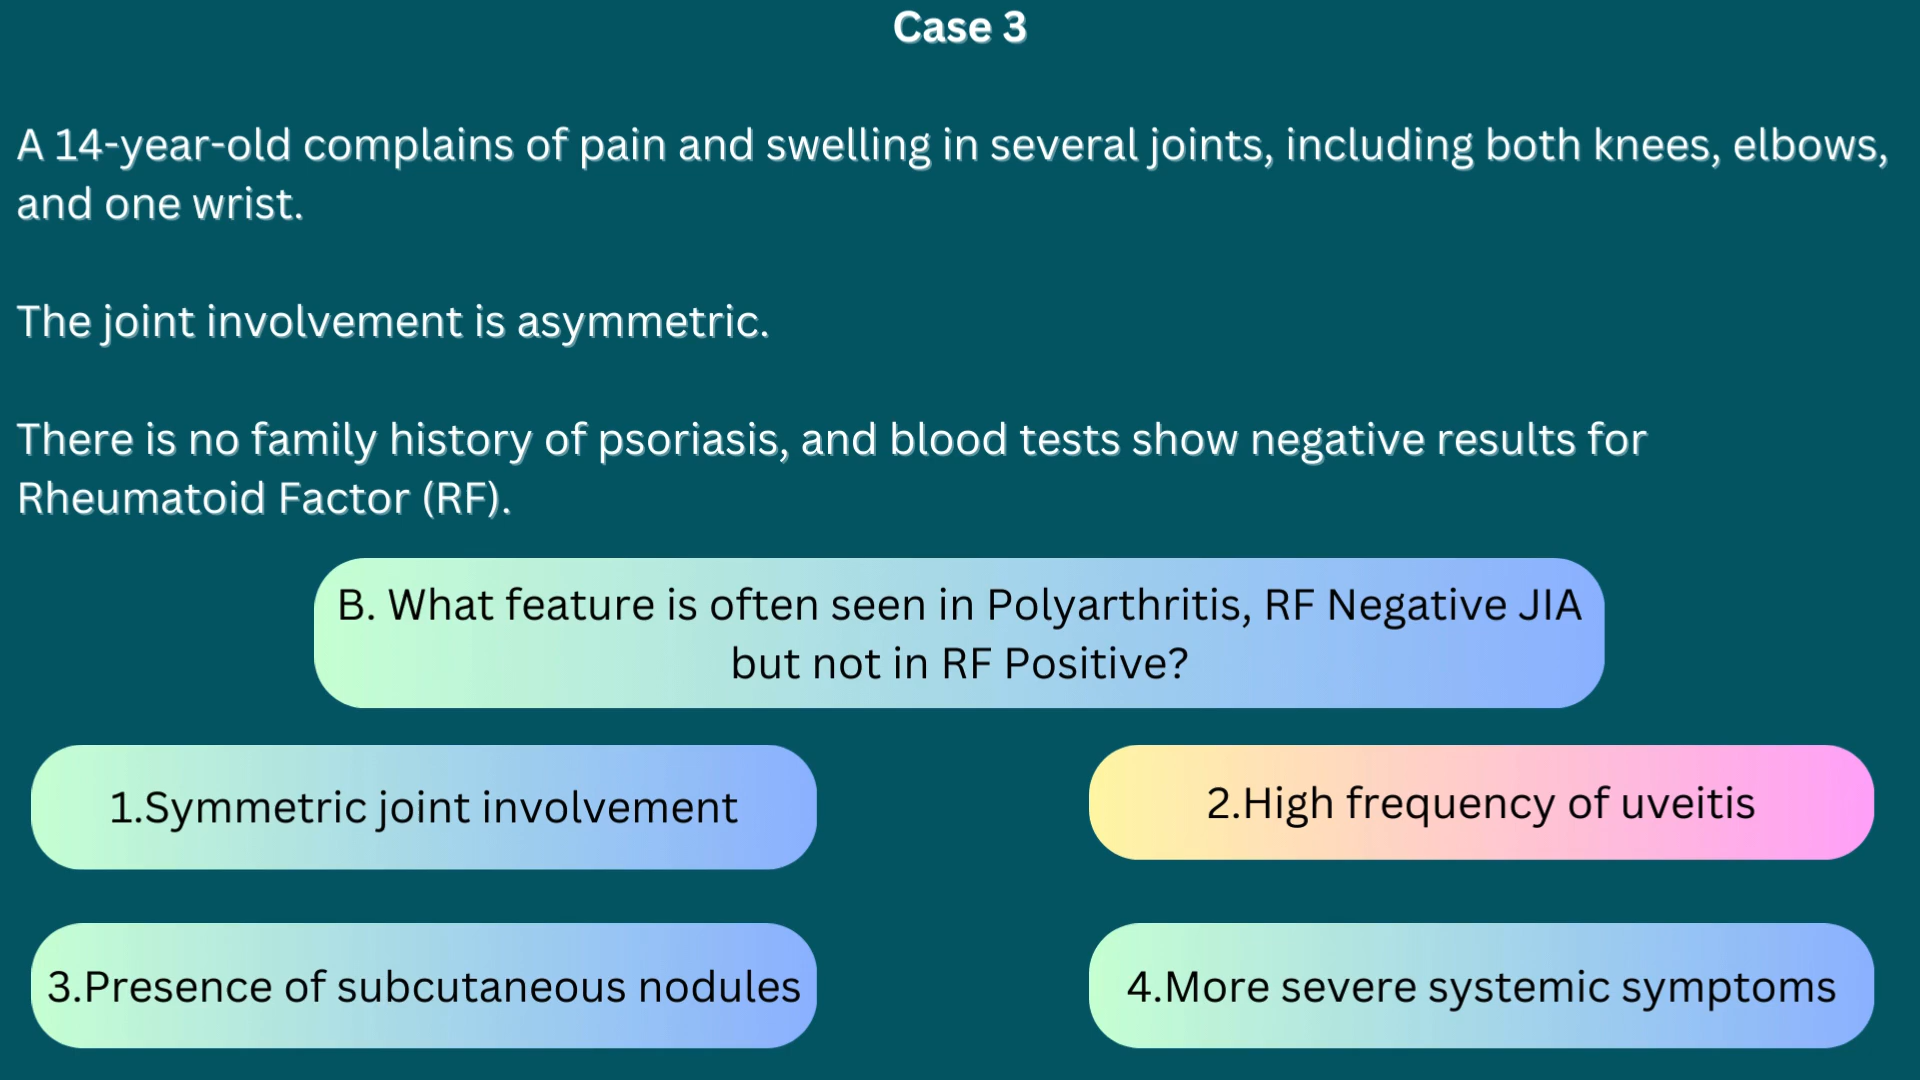 Case 3
A 14-year-old complains of pain and swelling in several joints, including both knees, elbows,
and one wrist.
The joint involvement is asymmetric.
There is no family history of psoriasis, and blood tests show negative results for
Rheumatoid Factor (RF).
B. What feature is often seen in Polyarthritis, RF Negative JIA
but not in RF Positive?
1.Symmetric joint involvement
2.High frequency of uveitis
3.Presence of subcutaneous nodules
4.More severe systemic symptoms